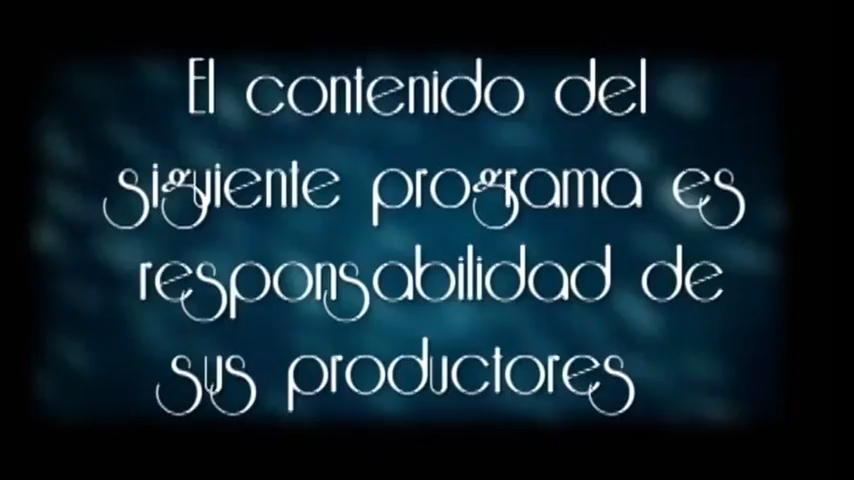 El contenido del
siguiente programa es
responsabilidad de
sus productores